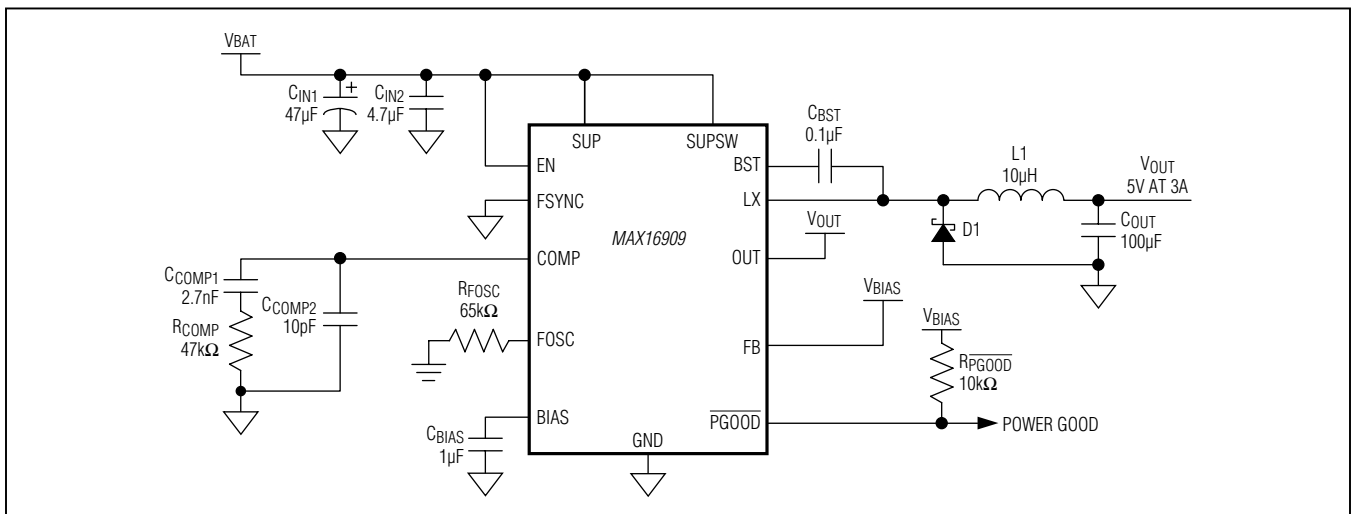 VBAT
CIN1
47µF
+
CIN2
4.7µF
SUP
SUPSW
EN
FSYNC
COMP
FOSC
BIAS
GND
BST
LX
OUT
FB
PGOOD
MAX16909
CBST
0.1µF
L1
10µH
VOUT
5V AT 3A
D1
COUT
100µF
VOUT
VBIAS
VBIAS
RPGOOD
10kΩ
POWER GOOD
CCOMP1
2.7nF
RCOMP
47kΩ
CCOMP2
10pF
RFOSC
65kΩ
CBIAS
1µF